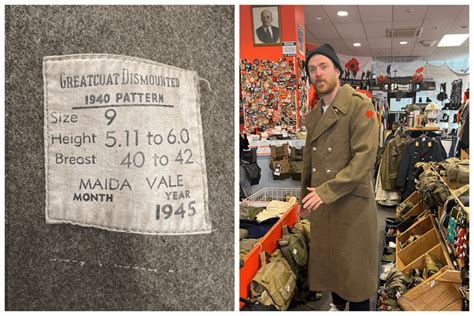 GREATCOAT DISMOUNTED
1940 PATTERN
Size 9
Height 5.11 to 6.0
Breast 40 to 42
MAIDA VALE
MONTH YEAR
1945